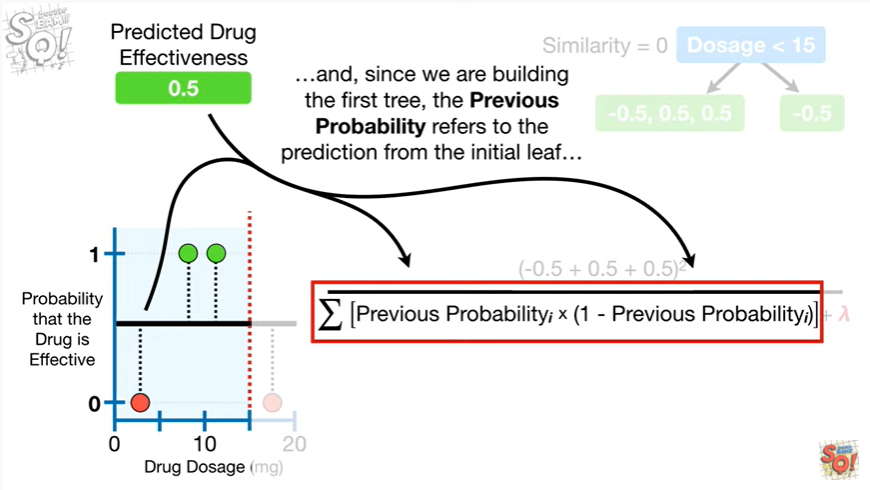 SQ!
Predicted Drug
Effectiveness
0.5
…and, since we are building
the first tree, the Previous
Probability refers to the
prediction from the initial leaf…
Similarity = 0
Dosage < 15
-0.5, 0.5, 0.5
-0.5
(-0.5 + 0.5 + 0.5)²
∑ [Previous Probabilityᵢ × (1 - Previous Probabilityᵢ)] + λ
Probability
that the
Drug is
Effective
1
0
0
10
20
Drug Dosage (mg)
SQ!